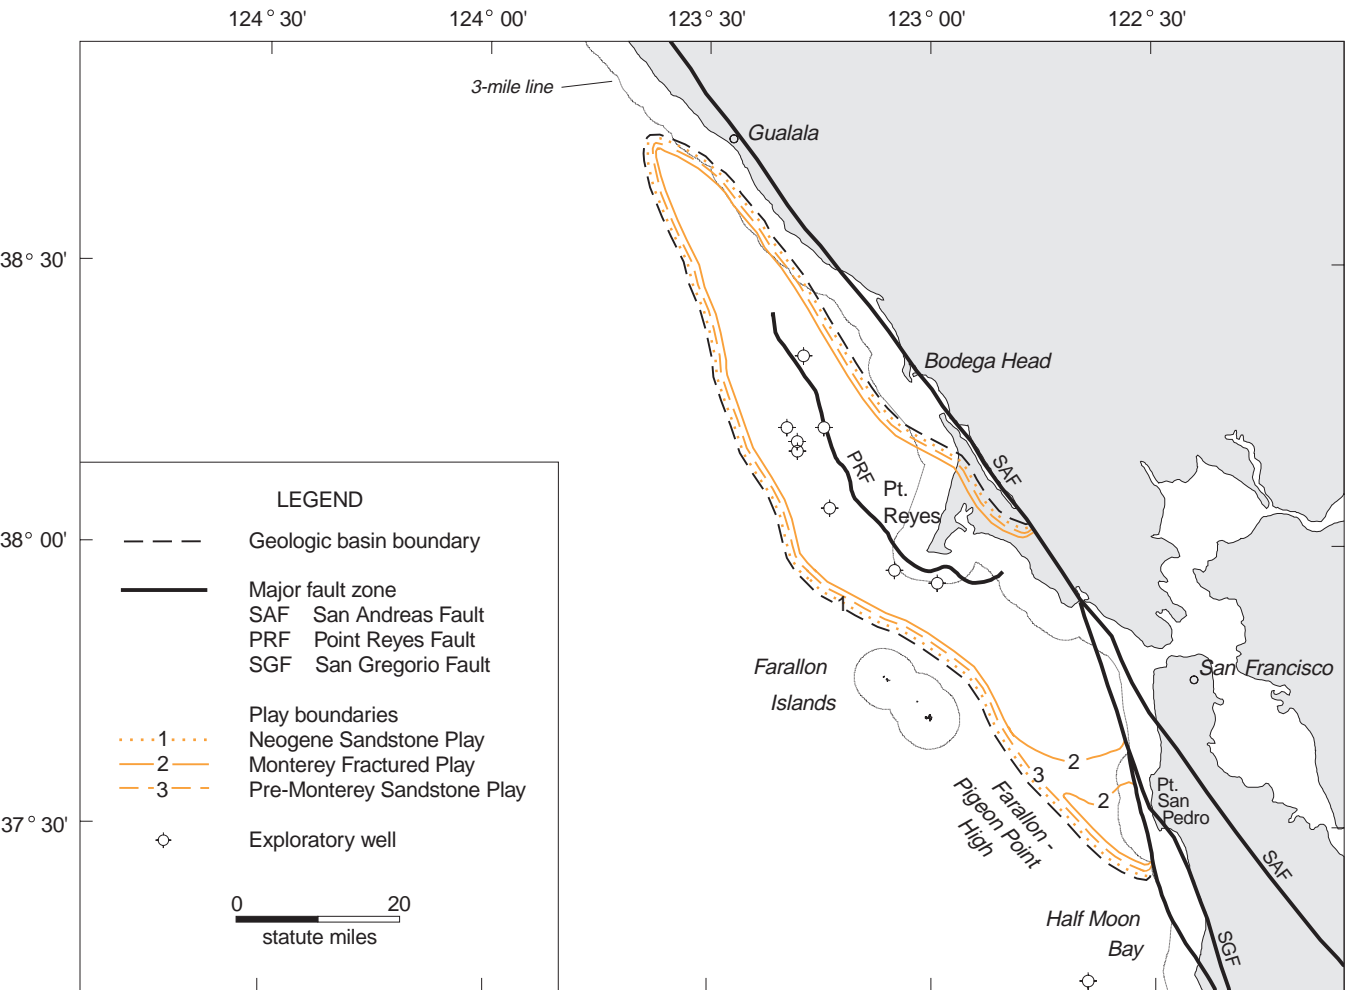 124° 30'
124° 00'
123° 30'
123° 00'
122° 30'
3-mile line
Gualala
38° 30'
Bodega Head
SAF
PRF
Pt.
Reyes
38° 00'
1
Farallon
Islands
San Francisco
2
3
2
Pt.
San
Pedro
Farallon -
Pigeon Point
High
37° 30'
SAF
Half Moon
Bay
SGF
LEGEND
Geologic basin boundary
Major fault zone
SAF San Andreas Fault
PRF Point Reyes Fault
SGF San Gregorio Fault
Play boundaries
1 Neogene Sandstone Play
2 Monterey Fractured Play
3 Pre-Monterey Sandstone Play
Exploratory well
0 20
statute miles